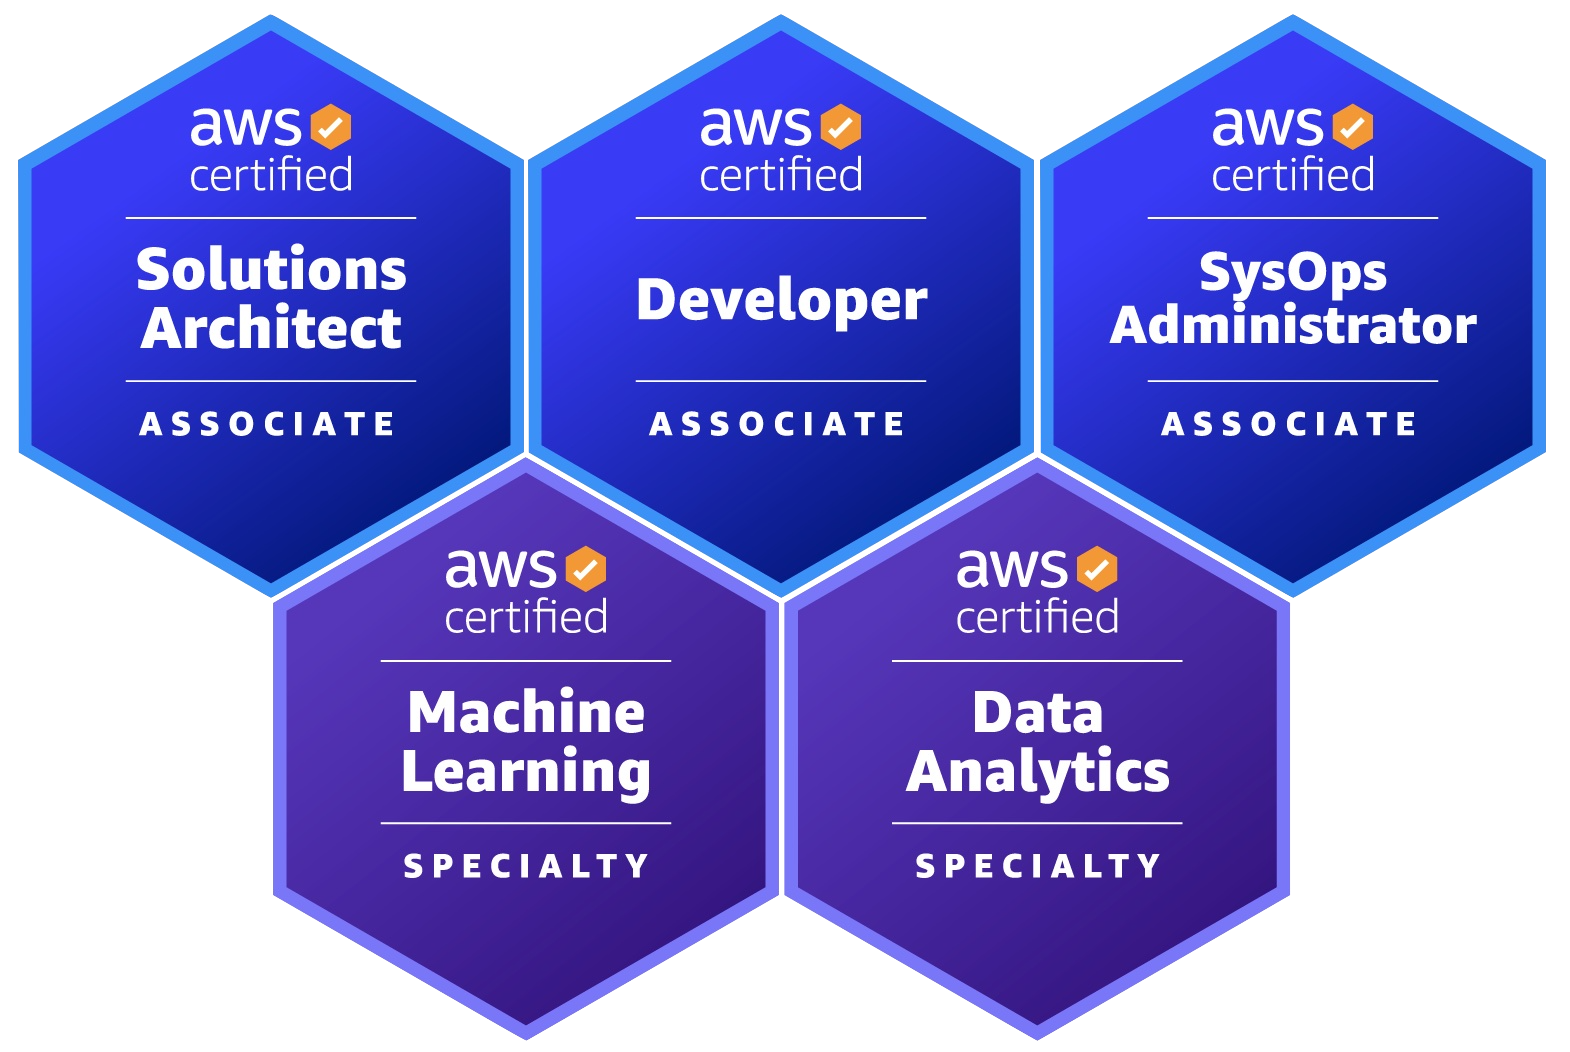 aws
certified
Solutions
Architect
ASSOCIATE
aws
certified
Developer
ASSOCIATE
aws
certified
SysOps
Administrator
ASSOCIATE
aws
certified
Machine
Learning
SPECIALTY
aws
certified
Data
Analytics
SPECIALTY